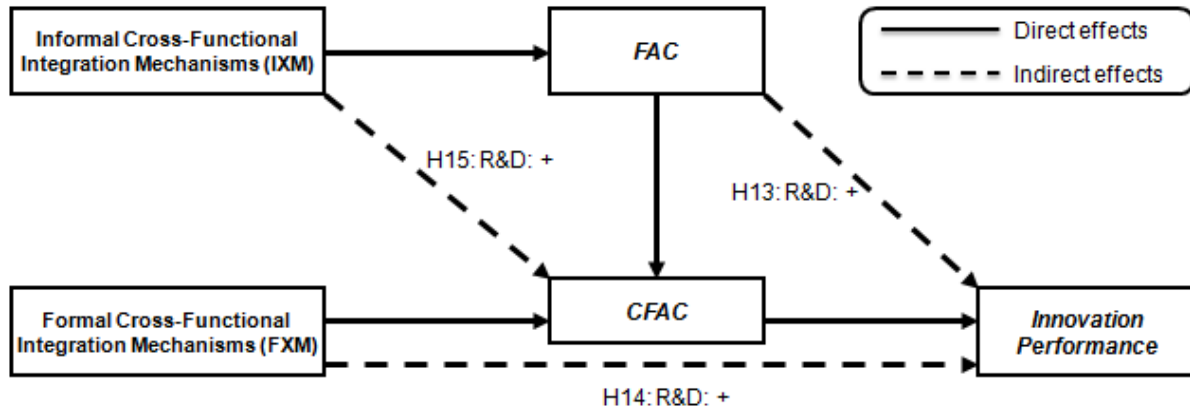 Informal Cross-Functional
Integration Mechanisms (IXM)
FAC
Direct effects
Indirect effects
H15: R&D: +
H13: R&D: +
Formal Cross-Functional
Integration Mechanisms (FXM)
CFAC
Innovation
Performance
H14: R&D: +